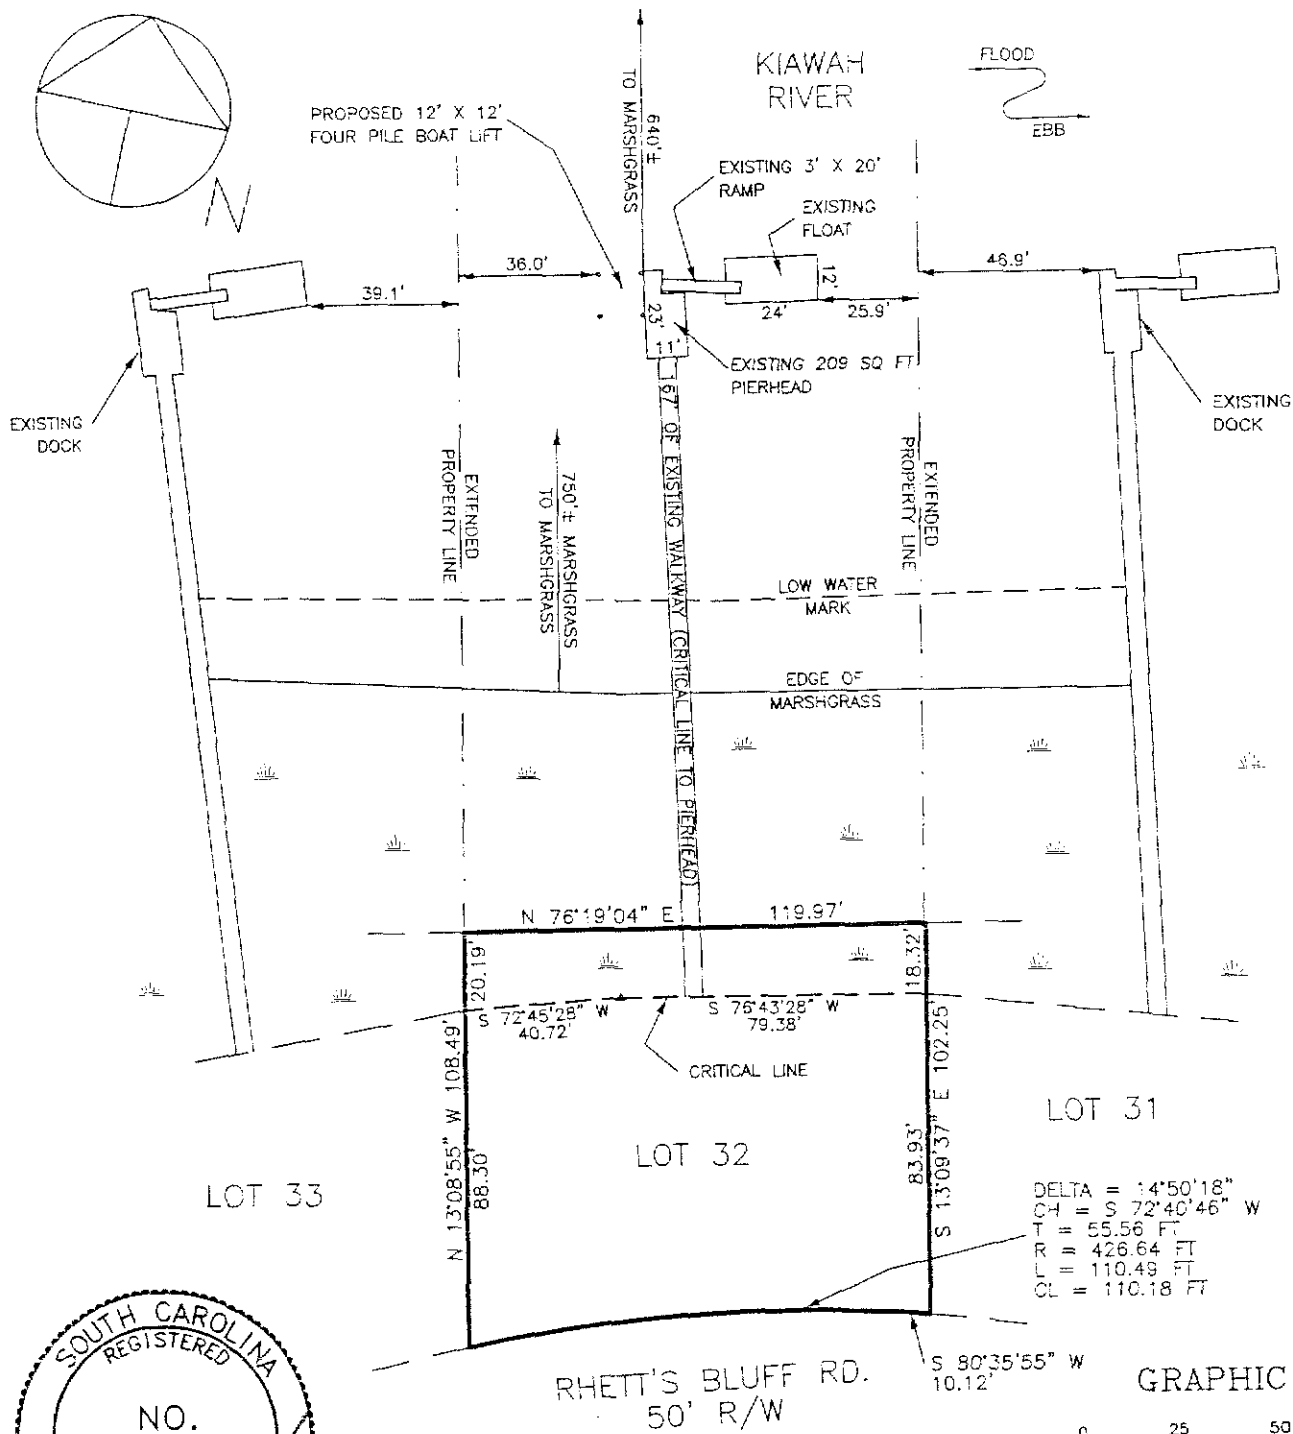 KIAWAH
RIVER
FLOOD
EBB
PROPOSED 12' X 12'
FOUR PILE BOAT LIFT
640'±
TO MARSHGRASS
EXISTING 3' X 20'
RAMP
EXISTING
FLOAT
N
36.0'
46.9'
39.1'
12'
24'
25.9'
23'
11'
EXISTING 209 SQ FT
PIERHEAD
EXISTING
DOCK
EXISTING
DOCK
EXTENDED
PROPERTY LINE
750'± MARSHGRASS
TO MARSHGRASS
167' OF EXISTING WALKWAY (CRITICAL LINE TO PIERHEAD)
EXTENDED
PROPERTY LINE
LOW WATER
MARK
EDGE OF
MARSHGRASS
N 76°19'04" E 119.97'
20.19'
18.32'
S 72°45'28" W
40.72'
S 76°43'28" W
79.38'
CRITICAL LINE
N 13°08'55" W 108.49'
88.30'
83.93'
S 13°09'37" E 102.25'
LOT 33
LOT 32
LOT 31
DELTA = 14°50'18"
CH = S 72°40'46" W
T = 55.56 FT
R = 426.64 FT
L = 110.49 FT
CL = 110.18 FT
S 80°35'55" W
10.12'
RHETT'S BLUFF RD.
50' R/W
SOUTH CAROLINA
REGISTERED
NO.
GRAPHIC
0 25 50